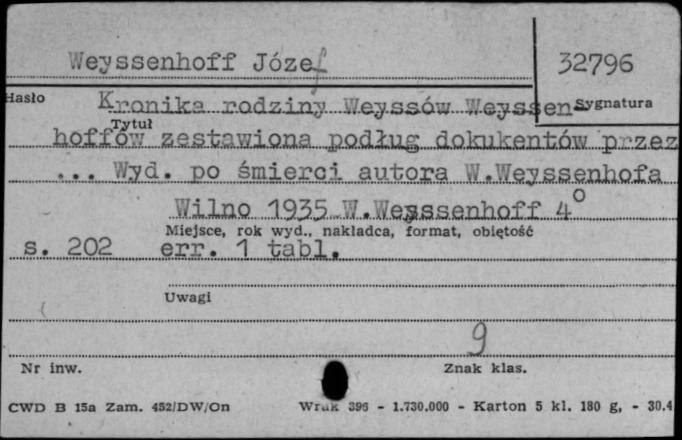 Weyssenhoff Józef 32796
Hasło Kronika rodziny Weyssów Weyssen- Sygnatura
Tytuł
hoffów zestawiona podług dokukentów przez
... Wyd. po śmierci autora W.Weyssenhofa
Wilno 1935 W.Weyssenhoff 4°
Miejsce, rok wyd., nakładca, format, objętość
s. 202 err. 1 tabl.
Uwagi
9
Nr inw. Znak klas.
CWD B 15a Zam. 452/DW/On 396 - 1.730.000 - Karton 5 kl. 180 g, - 30.4